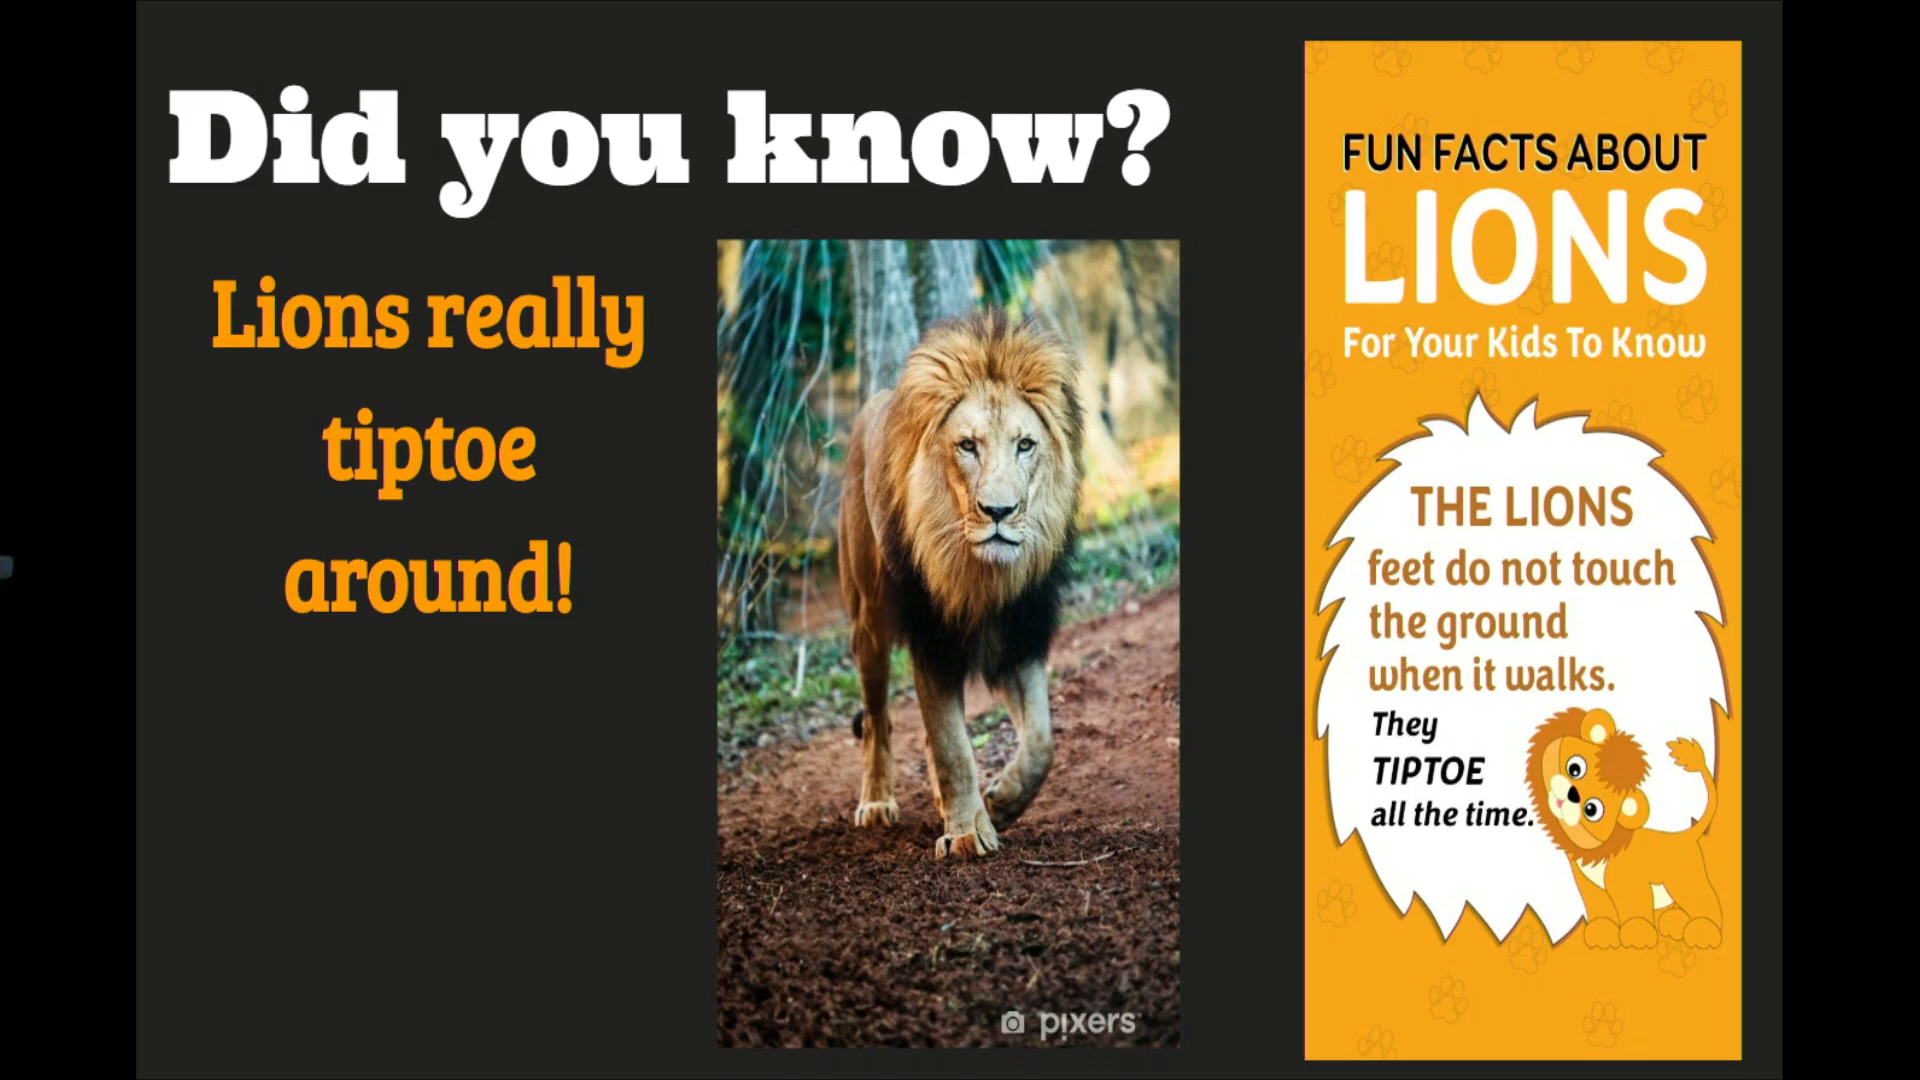 Did you know?
Lions really
tiptoe
around!
pixers
FUN FACTS ABOUT
LIONS
For Your Kids To Know
THE LIONS
feet do not touch
the ground
when it walks.
They
TIPTOE
all the time.